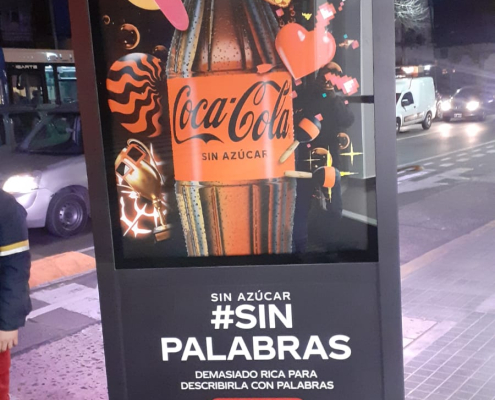 Coca-Cola
SIN AZÚCAR
SIN AZÚCAR
#SIN
PALABRAS
DEMASIADO RICA PARA
DESCRIBIRLA CON PALABRAS